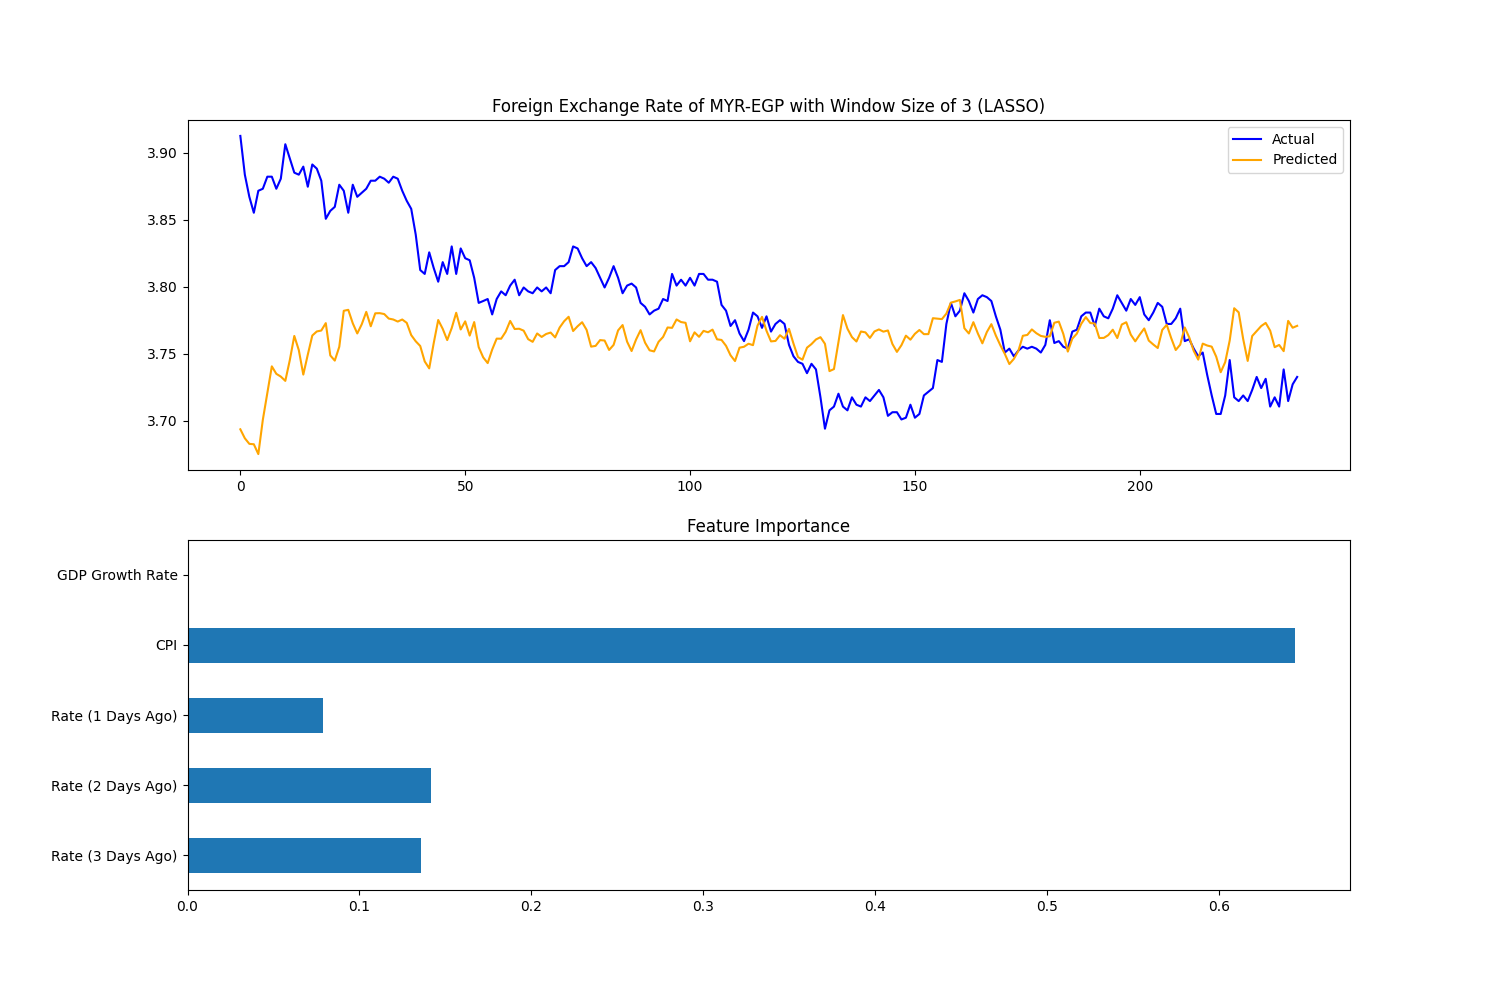 Foreign Exchange Rate of MYR-EGP with Window Size of 3 (LASSO)
Actual
Predicted
3.90
3.85
3.80
3.75
3.70
0 50 100 150 200
Feature Importance
GDP Growth Rate
CPI
Rate (1 Days Ago)
Rate (2 Days Ago)
Rate (3 Days Ago)
0.0 0.1 0.2 0.3 0.4 0.5 0.6